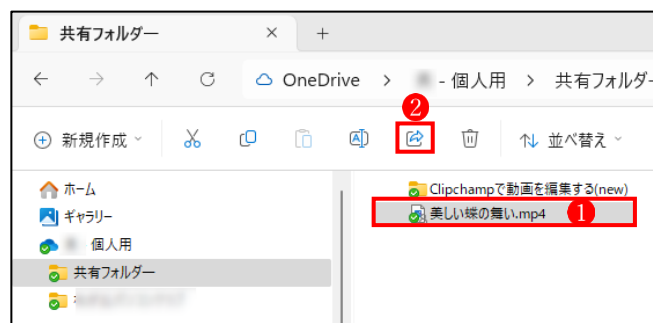 共有フォルダー
OneDrive > - 個人用 > 共有フォルダ
2
新規作成 並べ替え
ホーム
ギャラリー
個人用
共有フォルダー
Clipchampで動画を編集する(new)
美しい蝶の舞い.mp4 1